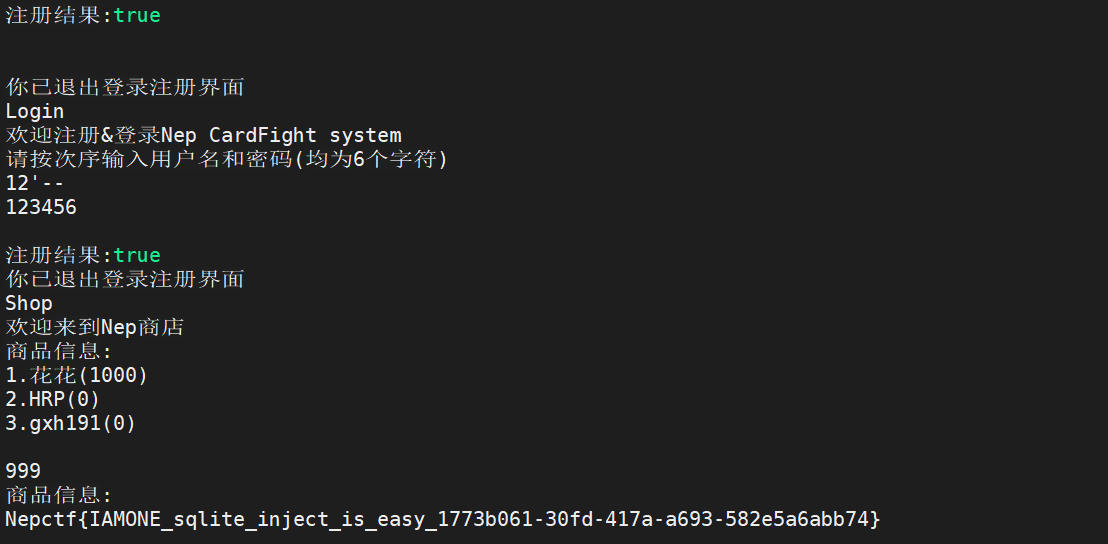 注册结果:true
你已退出登录注册界面
Login
欢迎注册&登录Nep CardFight system
请按次序输入用户名和密码(均为6个字符)
12'--
123456
注册结果:true
你已退出登录注册界面
Shop
欢迎来到Nep商店
商品信息:
1.花花(1000)
2.HRP(0)
3.gxh191(0)
999
商品信息:
Nepctf{IAMONE_sqlite_inject_is_easy_1773b061-30fd-417a-a693-582e5a6abb74}